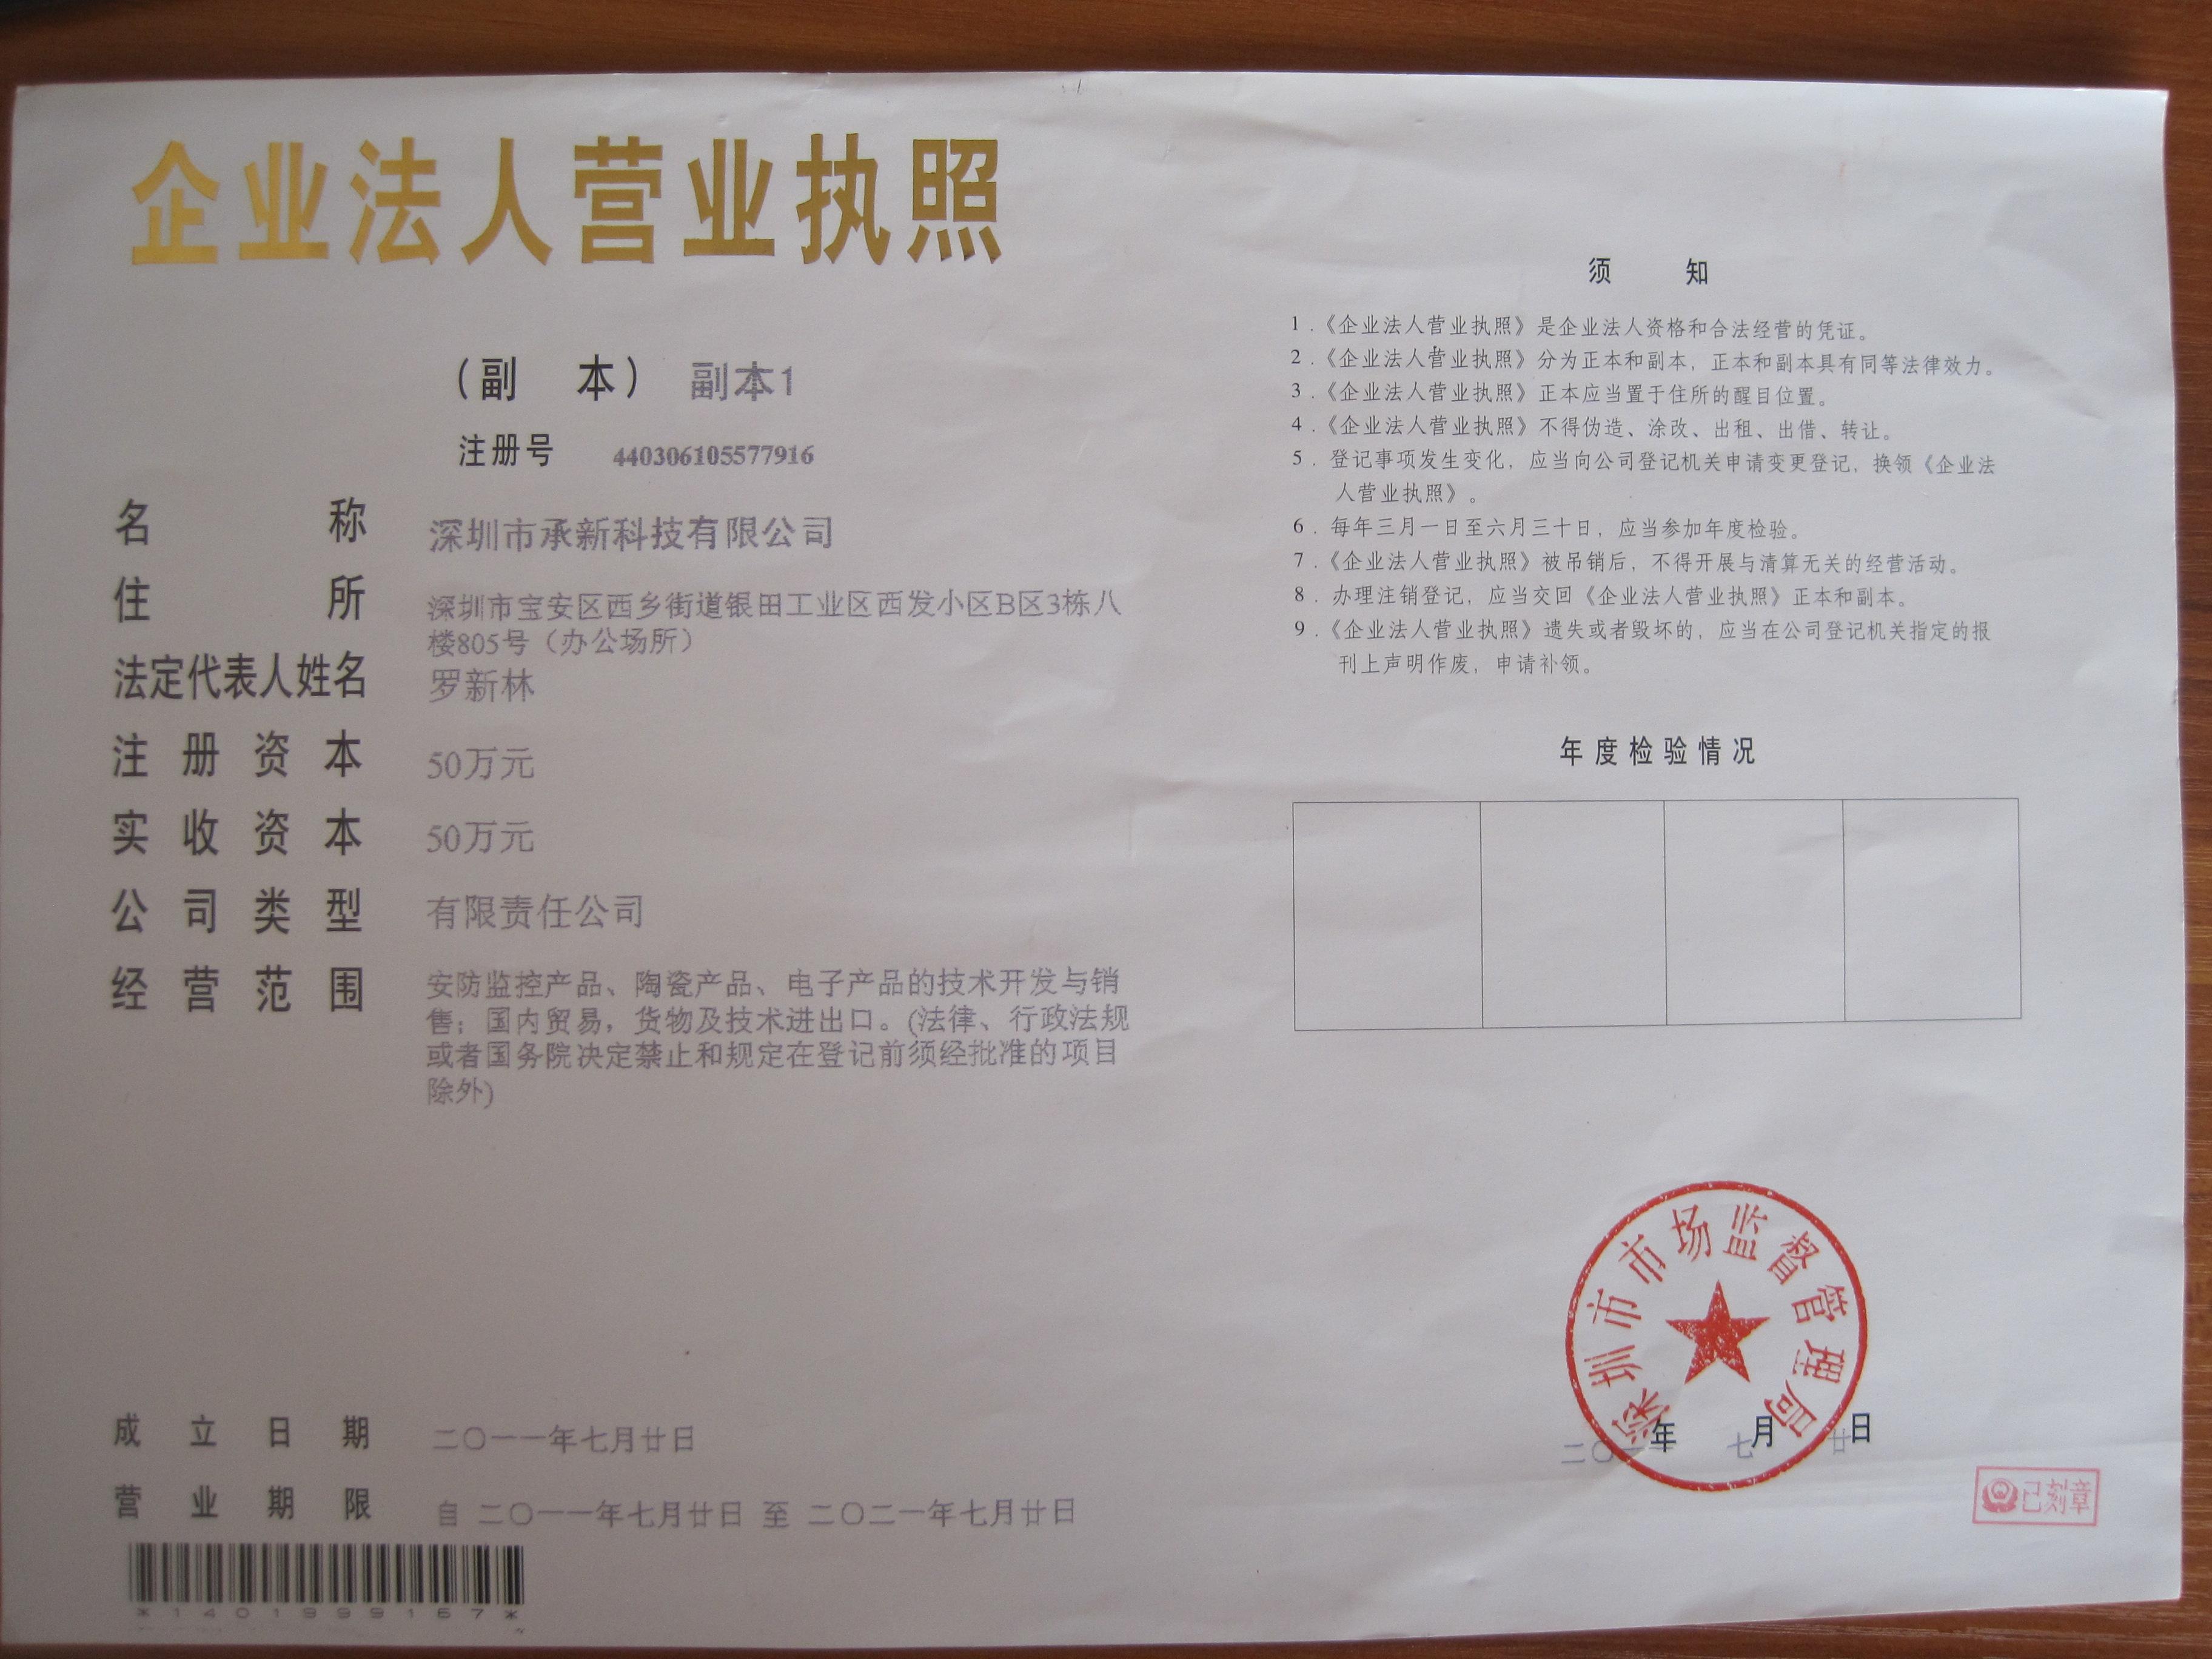 企业法人营业执照
（副 本） 副本1
注册号 440306105577916
名 称 深圳市承新科技有限公司
住 所 深圳市宝安区西乡街道银田工业区西发小区B区3栋八
楼805号（办公场所）
法定代表人姓名 罗新林
注册资本 50万元
实收资本 50万元
公司类型 有限责任公司
经营范围 安防监控产品、陶瓷产品、电子产品的技术开发与销
售；国内贸易，货物及技术进出口。(法律、行政法规
或者国务院决定禁止和规定在登记前须经批准的项目
除外)
成立日期 二〇一一年七月廿日
营业期限 自 二〇一一年七月廿日 至 二〇二一年七月廿日
*1401999167*
须 知
1．《企业法人营业执照》是企业法人资格和合法经营的凭证。
2．《企业法人营业执照》分为正本和副本，正本和副本具有同等法律效力。
3．《企业法人营业执照》正本应当置于住所的醒目位置。
4．《企业法人营业执照》不得伪造、涂改、出租、出借、转让。
5．登记事项发生变化，应当向公司登记机关申请变更登记，换领《企业法
人营业执照》。
6．每年三月一日至六月三十日，应当参加年度检验。
7．《企业法人营业执照》被吊销后，不得开展与清算无关的经营活动。
8．办理注销登记，应当交回《企业法人营业执照》正本和副本。
9．《企业法人营业执照》遗失或者毁坏的，应当在公司登记机关指定的报
刊上声明作废，申请补领。
年度检验情况
深圳市市场监督管理局
二〇一一年 七月 廿日
已刻章